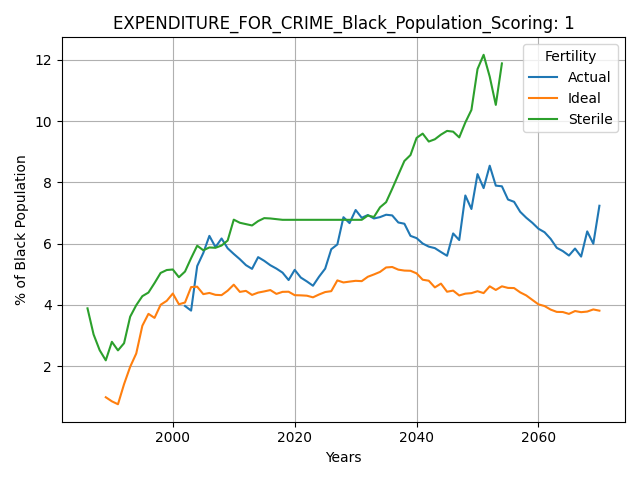 EXPENDITURE_FOR_CRIME_Black_Population_Scoring: 1
Fertility
Actual
Ideal
Sterile
% of Black Population
12
10
8
6
4
2
2000 2020 2040 2060
Years